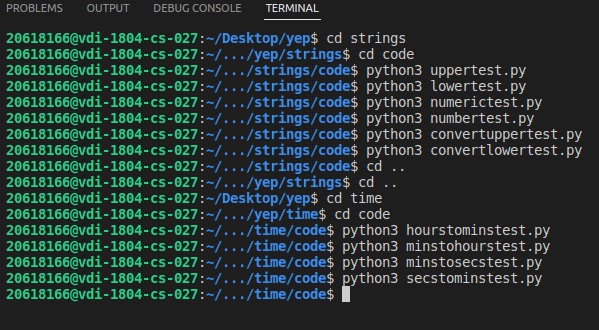 PROBLEMS OUTPUT DEBUG CONSOLE TERMINAL
20618166@vdi-1804-cs-027:~/Desktop/yep$ cd strings
20618166@vdi-1804-cs-027:~/.../yep/strings$ cd code
20618166@vdi-1804-cs-027:~/.../strings/code$ python3 uppertest.py
20618166@vdi-1804-cs-027:~/.../strings/code$ python3 lowertest.py
20618166@vdi-1804-cs-027:~/.../strings/code$ python3 numerictest.py
20618166@vdi-1804-cs-027:~/.../strings/code$ python3 numbertest.py
20618166@vdi-1804-cs-027:~/.../strings/code$ python3 convertuppertest.py
20618166@vdi-1804-cs-027:~/.../strings/code$ python3 convertlowertest.py
20618166@vdi-1804-cs-027:~/.../strings/code$ cd ..
20618166@vdi-1804-cs-027:~/.../yep/strings$ cd ..
20618166@vdi-1804-cs-027:~/Desktop/yep$ cd time
20618166@vdi-1804-cs-027:~/.../yep/time$ cd code
20618166@vdi-1804-cs-027:~/.../time/code$ python3 hourstominstest.py
20618166@vdi-1804-cs-027:~/.../time/code$ python3 minstohourstest.py
20618166@vdi-1804-cs-027:~/.../time/code$ python3 minstosecstest.py
20618166@vdi-1804-cs-027:~/.../time/code$ python3 secstominstest.py
20618166@vdi-1804-cs-027:~/.../time/code$